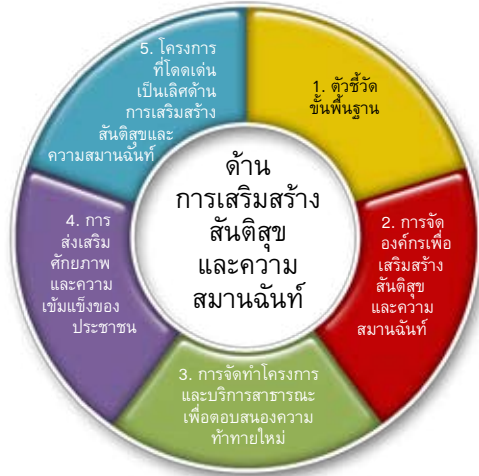 ด้าน
การเสริมสร้าง
สันติสุข
และความ
สมานฉันท์
1. ตัวชี้วัด
ขั้นพื้นฐาน
2. การจัด
องค์กรเพื่อ
เสริมสร้าง
สันติสุข
และความ
สมานฉันท์
3. การจัดทำโครงการ
และบริการสาธารณะ
เพื่อตอบสนองความ
ท้าทายใหม่
4. การ
ส่งเสริม
ศักยภาพ
และความ
เข้มแข็งของ
ประชาชน
5. โครงการ
ที่โดดเด่น
เป็นเลิศด้าน
การเสริมสร้าง
สันติสุขและ
ความสมานฉันท์